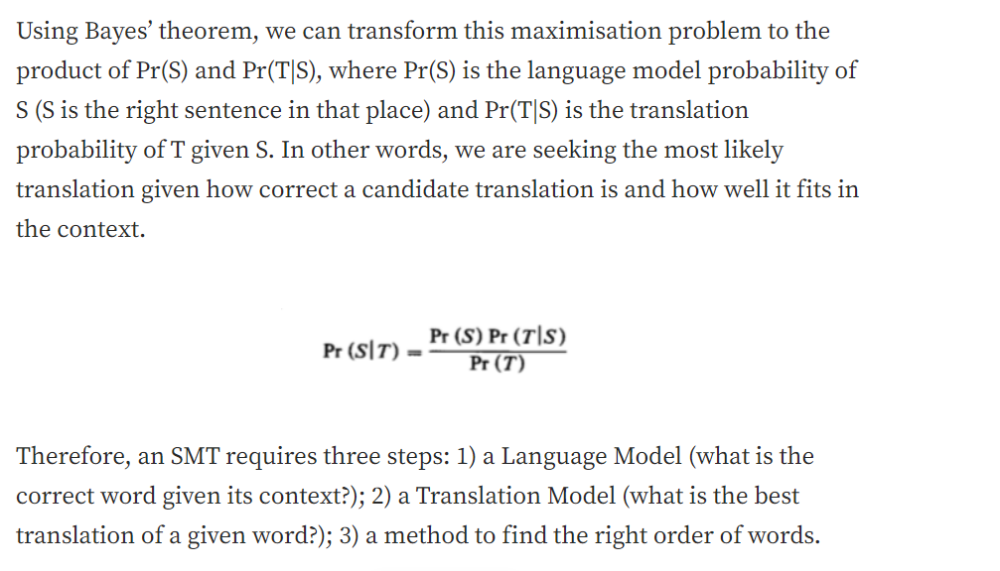 Using Bayes’ theorem, we can transform this maximisation problem to the
product of Pr(S) and Pr(T|S), where Pr(S) is the language model probability of
S (S is the right sentence in that place) and Pr(T|S) is the translation
probability of T given S. In other words, we are seeking the most likely
translation given how correct a candidate translation is and how well it fits in
the context.
Pr (S|T) = Pr (S) Pr (T|S) / Pr (T)
Therefore, an SMT requires three steps: 1) a Language Model (what is the
correct word given its context?); 2) a Translation Model (what is the best
translation of a given word?); 3) a method to find the right order of words.